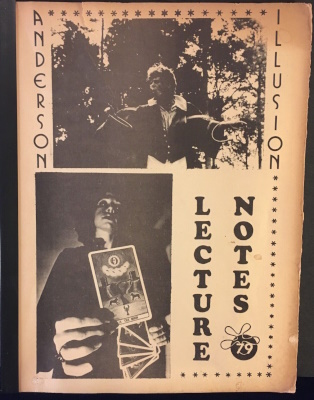 ANDERSON
ILLUSION
LECTURE
NOTES
79